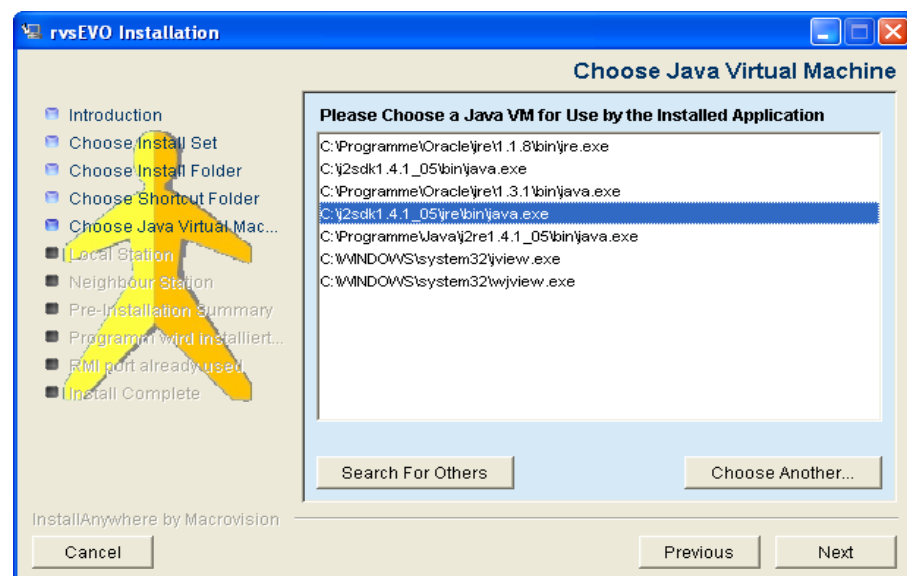 rvsEVO Installation
Choose Java Virtual Machine
Introduction
Choose Install Set
Choose Install Folder
Choose Shortcut Folder
Choose Java Virtual Mac...
Local Station
Neighbour Station
Pre-Installation Summary
Programm wird installiert...
RMI port already used
Install Complete
Please Choose a Java VM for Use by the Installed Application
C:\Programme\Oracle\jre\1.1.8\bin\jre.exe
C:\j2sdk1.4.1_05\bin\java.exe
C:\Programme\Oracle\jre\1.3.1\bin\java.exe
C:\j2sdk1.4.1_05\jre\bin\java.exe
C:\Programme\Java\j2re1.4.1_05\bin\java.exe
C:\WINDOWS\system32\jview.exe
C:\WINDOWS\system32\wjview.exe
Search For Others
Choose Another...
InstallAnywhere by Macrovision
Cancel
Previous
Next